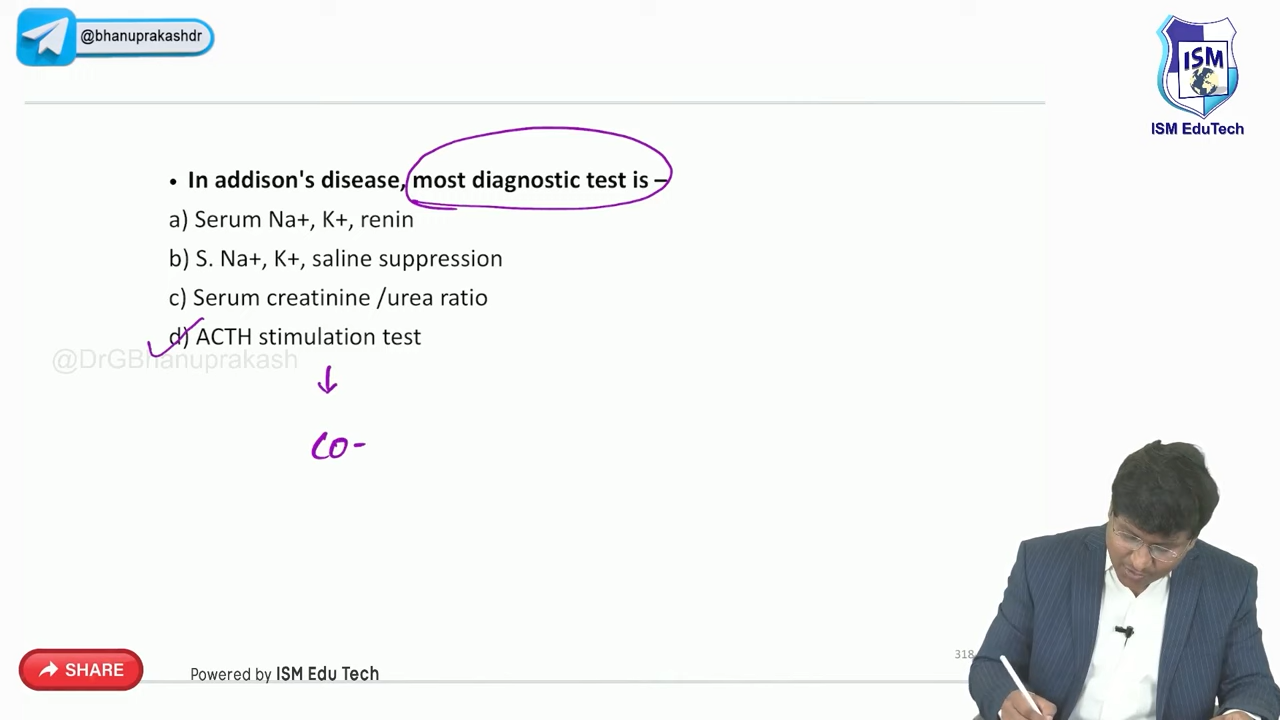 @bhanuprakashdr
ISM
ISM EduTech
• In addison's disease, most diagnostic test is –
a) Serum Na+, K+, renin
b) S. Na+, K+, saline suppression
c) Serum creatinine /urea ratio
d) ACTH stimulation test
@DrGBhanuprakash
↓
CO-
318
SHARE
Powered by ISM Edu Tech